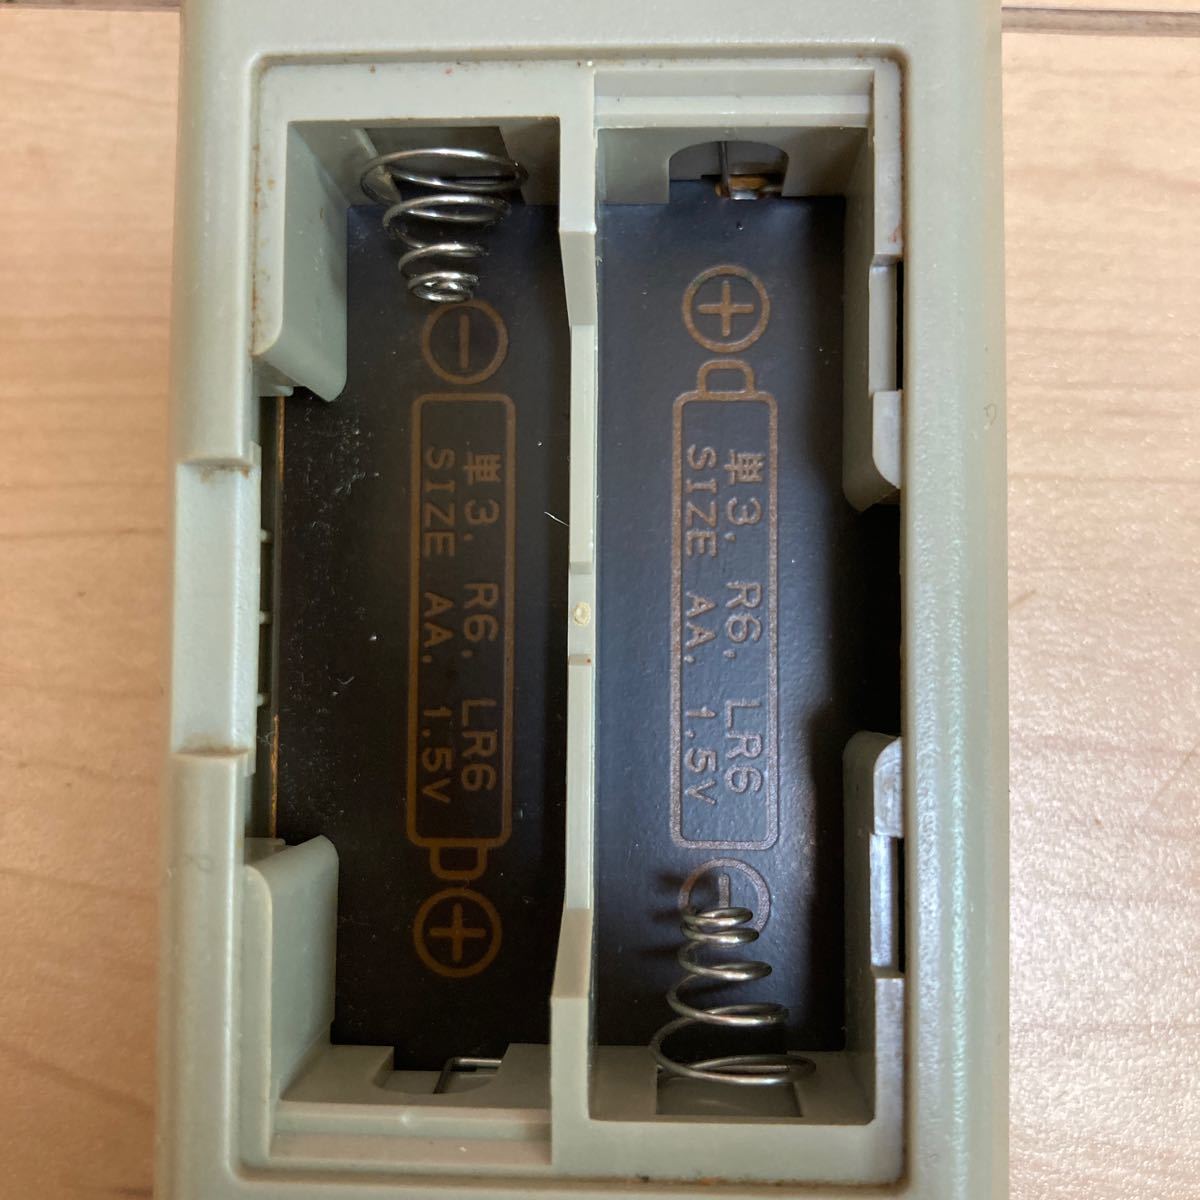 単3, R6, LR6
SIZE AA, 1.5V
単3, R6, LR6
SIZE AA, 1.5V